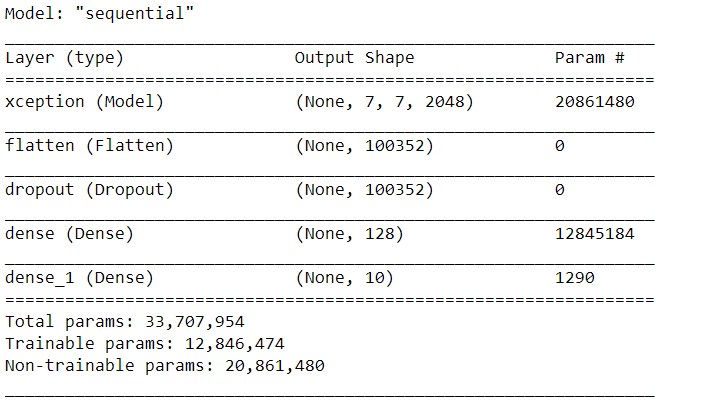 Model: "sequential"
_________________________________________________________________
Layer (type)                 Output Shape              Param #
=================================================================
xception (Model)             (None, 7, 7, 2048)        20861480
_________________________________________________________________
flatten (Flatten)            (None, 100352)            0
_________________________________________________________________
dropout (Dropout)            (None, 100352)            0
_________________________________________________________________
dense (Dense)                (None, 128)               12845184
_________________________________________________________________
dense_1 (Dense)              (None, 10)                1290
=================================================================
Total params: 33,707,954
Trainable params: 12,846,474
Non-trainable params: 20,861,480
_________________________________________________________________